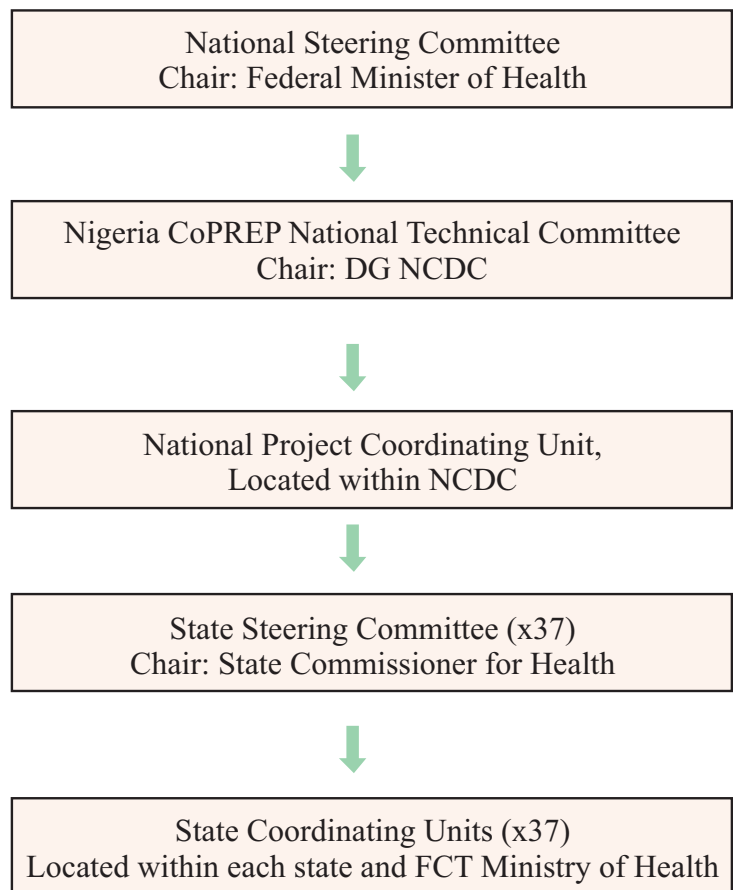 National Steering Committee
Chair: Federal Minister of Health
Nigeria CoPREP National Technical Committee
Chair: DG NCDC
National Project Coordinating Unit,
Located within NCDC
State Steering Committee (x37)
Chair: State Commissioner for Health
State Coordinating Units (x37)
Located within each state and FCT Ministry of Health